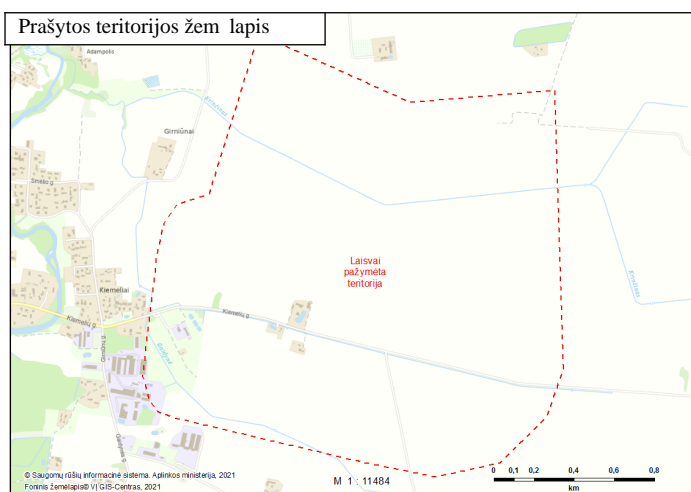 Prašytos teritorijos žem lapis
Adampolis
Girniūnai
Smėlio g.
Kiemeliai
Kiemelių g.
Kiemelių g.
Laisvai
pažymėta
teritorija
© Saugomų rūšių informacinė sistema. Aplinkos ministerija, 2021
Foninis žemėlapis© VĮ GIS-Centras, 2021
M 1 : 11484
0 0,1 0,2 0,4 0,6 0,8
km